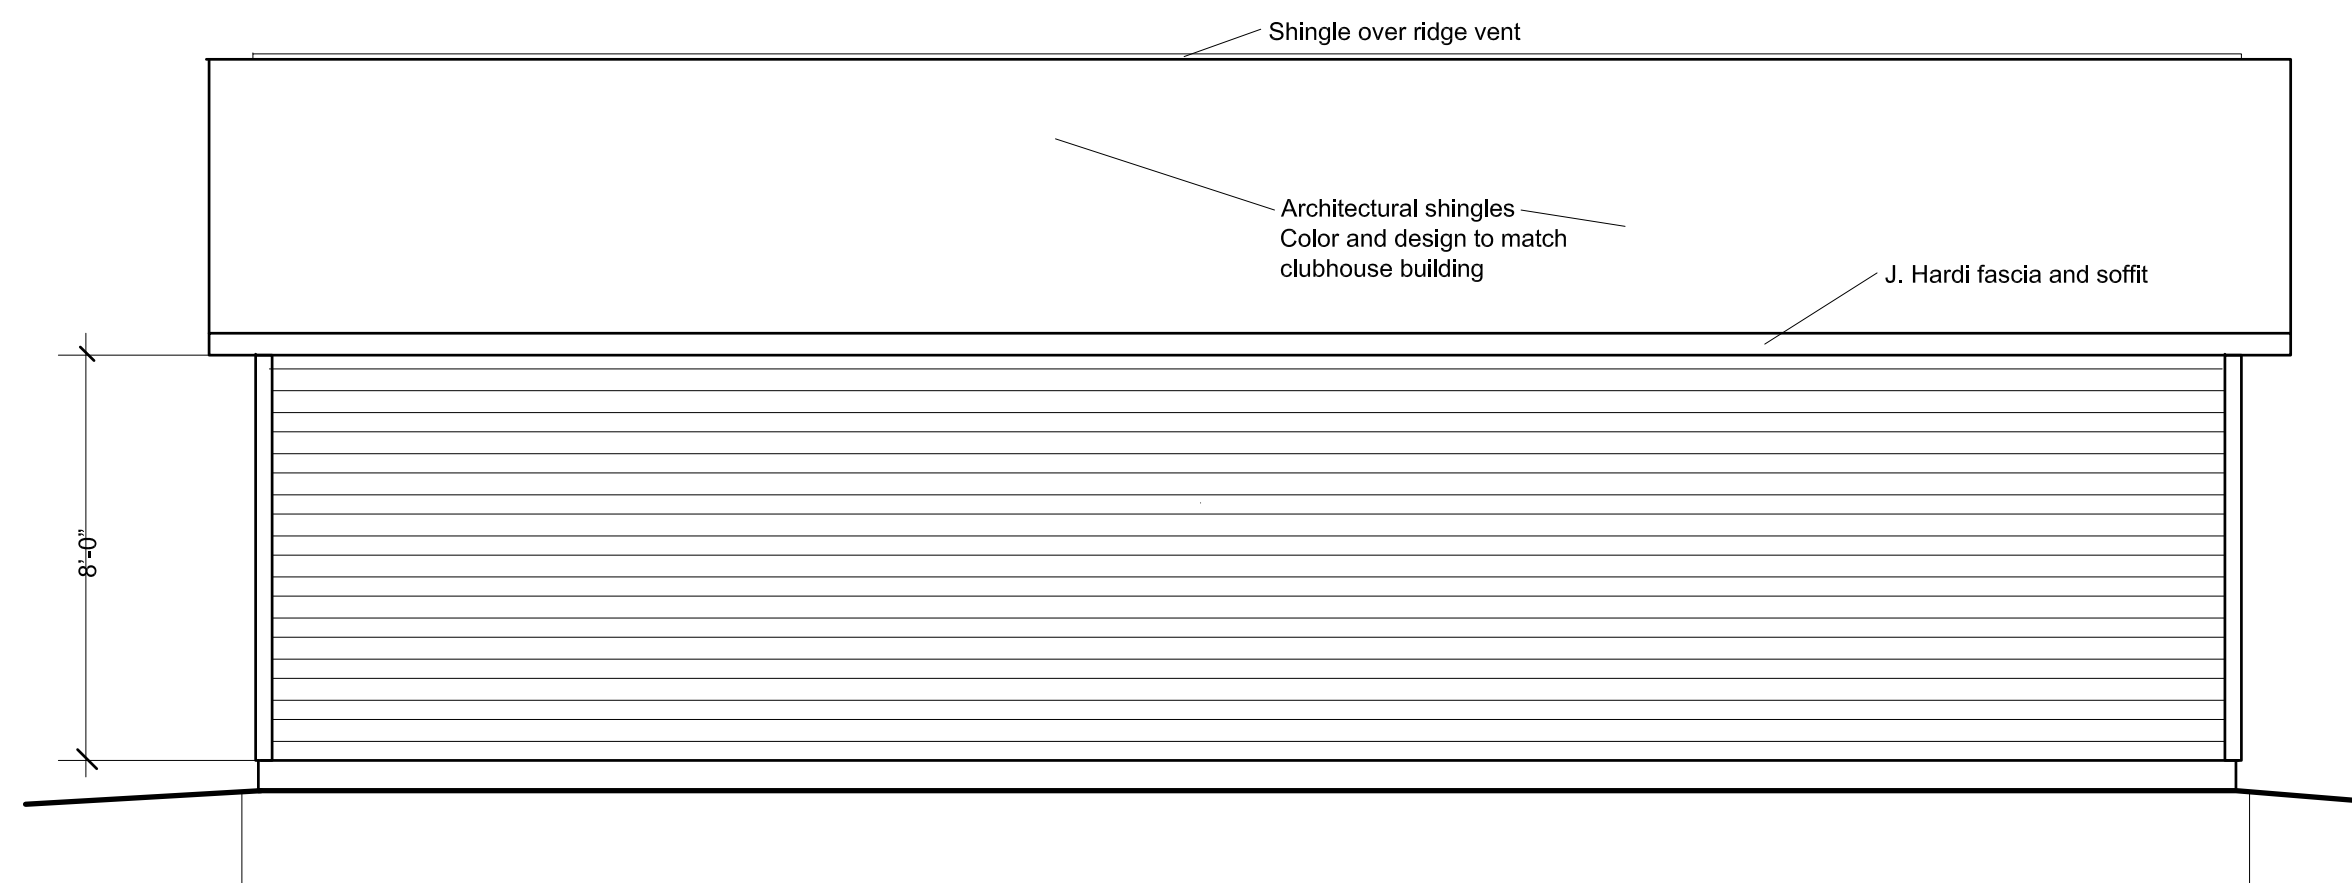 Shingle over ridge vent
Architectural shingles
Color and design to match
clubhouse building
J. Hardi fascia and soffit
8'-0"